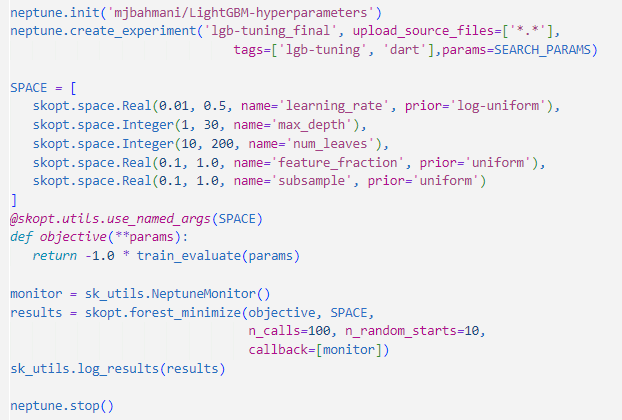 neptune.init('mjbahmani/LightGBM-hyperparameters')
neptune.create_experiment('lgb-tuning_final', upload_source_files=['*.*'],
                              tags=['lgb-tuning', 'dart'],params=SEARCH_PARAMS)

SPACE = [
   skopt.space.Real(0.01, 0.5, name='learning_rate', prior='log-uniform'),
   skopt.space.Integer(1, 30, name='max_depth'),
   skopt.space.Integer(10, 200, name='num_leaves'),
   skopt.space.Real(0.1, 1.0, name='feature_fraction', prior='uniform'),
   skopt.space.Real(0.1, 1.0, name='subsample', prior='uniform')
]
@skopt.utils.use_named_args(SPACE)
def objective(**params):
   return -1.0 * train_evaluate(params)

monitor = sk_utils.NeptuneMonitor()
results = skopt.forest_minimize(objective, SPACE,
                                n_calls=100, n_random_starts=10,
                                callback=[monitor])
sk_utils.log_results(results)

neptune.stop()